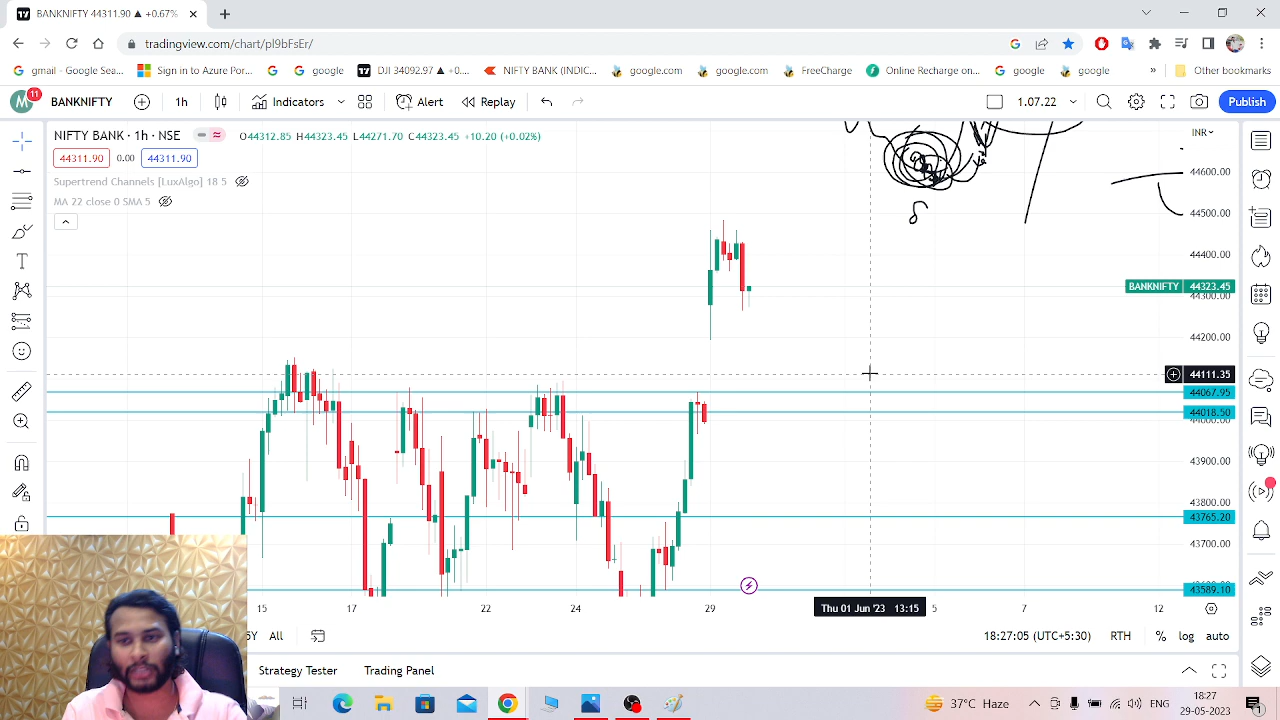 BANKNIFTY 44311.90 ▲ +0.67%
tradingview.com/chart/pl9bFsEr/
gmail - Google Sea... Sign in to Azure Por... google DJI 34082.97 ▲ +0... NIFTY BANK (INDIC... google.com google.com FreeCharge Online Recharge on... google google » Other bookmarks
M 11 BANKNIFTY 1h Indicators Alert Replay 1.07.22 Publish
NIFTY BANK · 1h · NSE O44312.85 H44323.45 L44271.70 C44323.45 +10.20 (+0.02%) INR
44311.90 0.00 44311.90
Supertrend Channels [LuxAlgo] 18 5
MA 22 close 0 SMA 5
44600.00
44500.00
44400.00
BANKNIFTY 44323.45
44300.00
44200.00
44111.35
44067.95
44018.50
44000.00
43900.00
43800.00
43765.20
43700.00
43589.10
15 17 22 24 29 Thu 01 Jun '23 13:15 5 7 12
5Y All 18:27:05 (UTC+5:30) RTH % log auto
Strategy Tester Trading Panel
37°C Haze ENG 18:27
29-05-2023